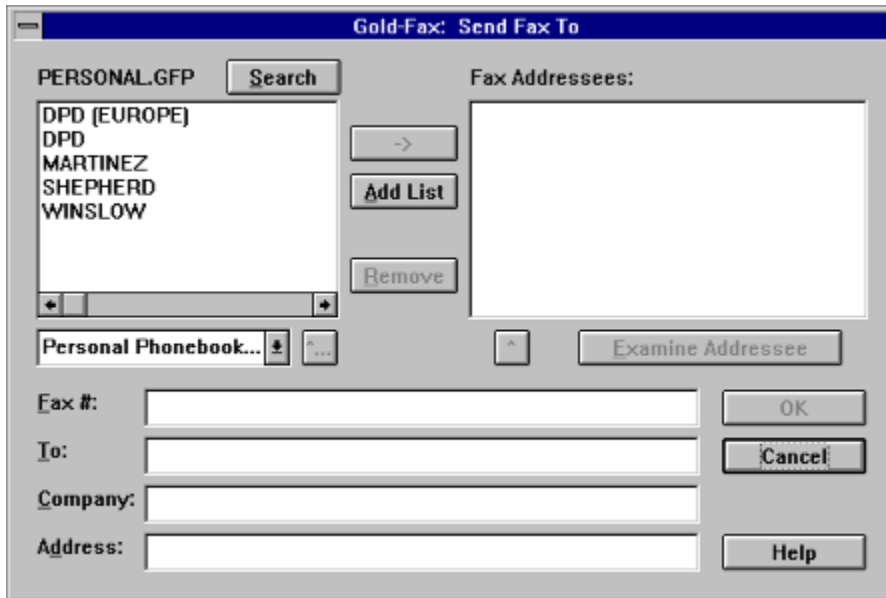 Gold-Fax: Send Fax To
PERSONAL.GFP
Search
Fax Addressees:
DPD (EUROPE)
DPD
MARTINEZ
SHEPHERD
WINSLOW
->
Add List
Remove
Personal Phonebook...
^...
^
Examine Addressee
Fax #:
OK
To:
Cancel
Company:
Address:
Help